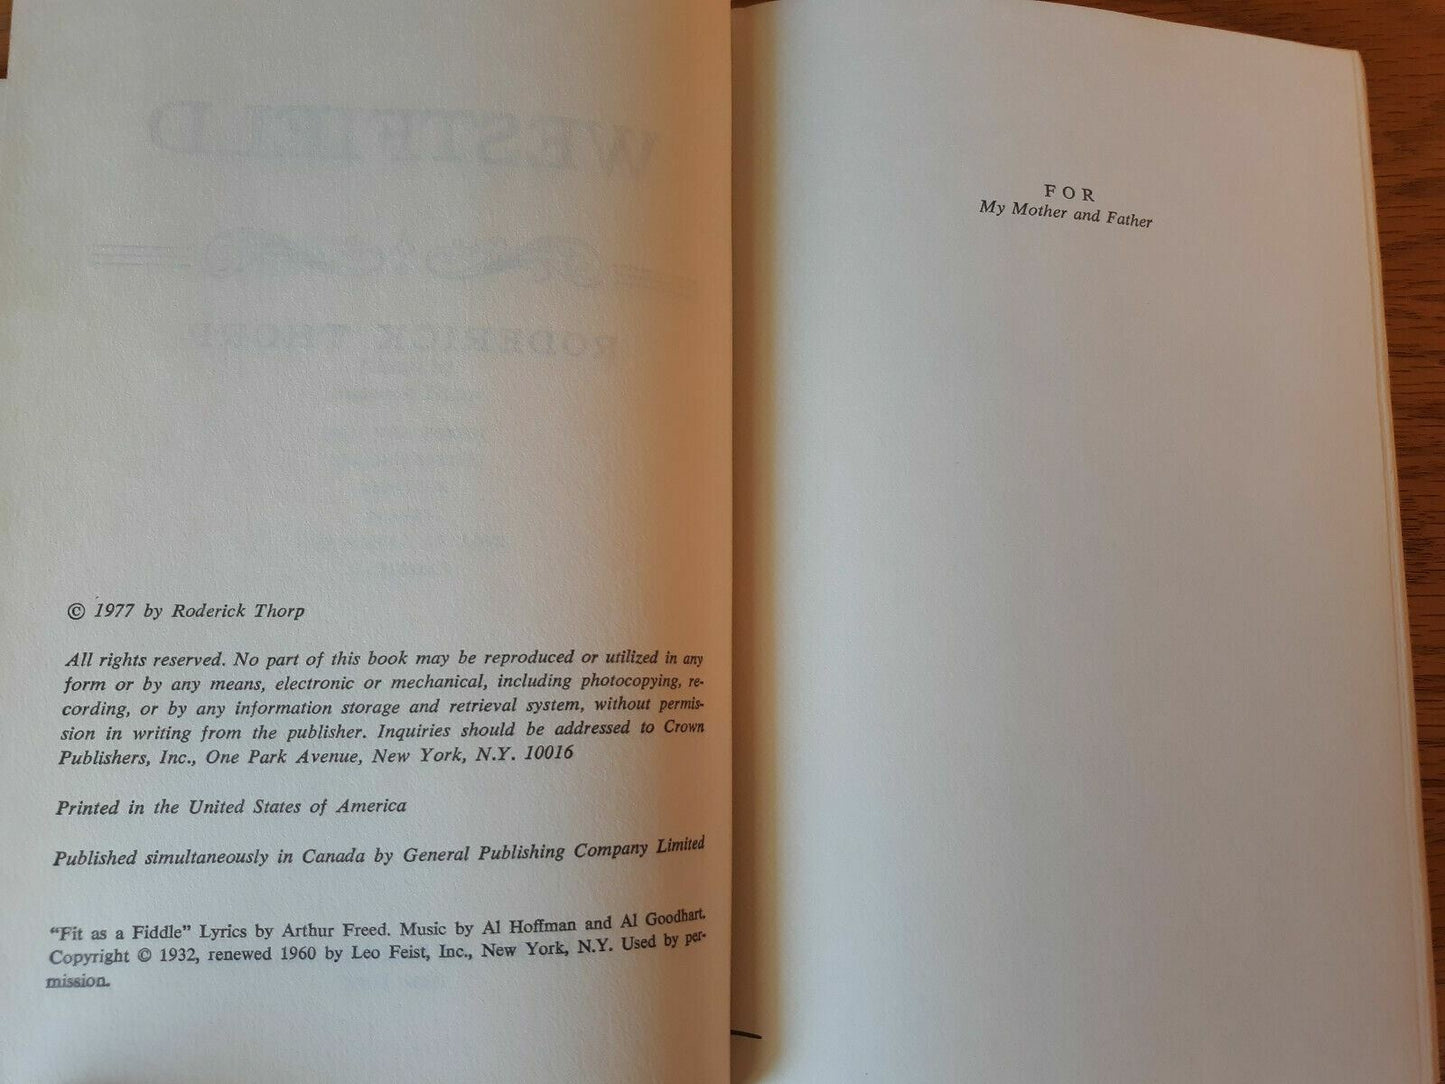 WESTFIELD
RODERICK THORP
© 1977 by Roderick Thorp
All rights reserved. No part of this book may be reproduced or utilized in any
form or by any means, electronic or mechanical, including photocopying, re-
cording, or by any information storage and retrieval system, without permis-
sion in writing from the publisher. Inquiries should be addressed to Crown
Publishers, Inc., One Park Avenue, New York, N.Y. 10016
Printed in the United States of America
Published simultaneously in Canada by General Publishing Company Limited
“Fit as a Fiddle” Lyrics by Arthur Freed. Music by Al Hoffman and Al Goodhart.
Copyright © 1932, renewed 1960 by Leo Feist, Inc., New York, N.Y. Used by per-
mission.
FOR
My Mother and Father